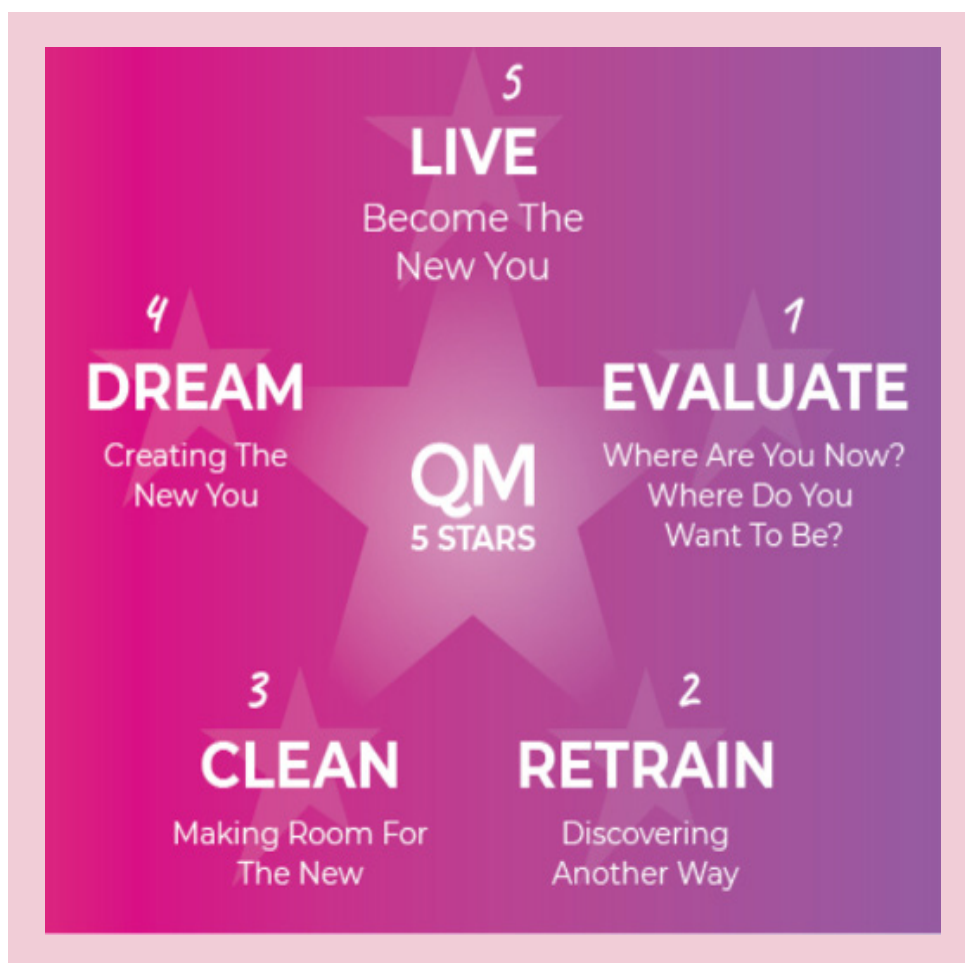 5
LIVE
Become The
New You
4
DREAM
Creating The
New You
1
EVALUATE
Where Are You Now?
Where Do You
Want To Be?
QM
5 STARS
3
CLEAN
Making Room For
The New
2
RETRAIN
Discovering
Another Way